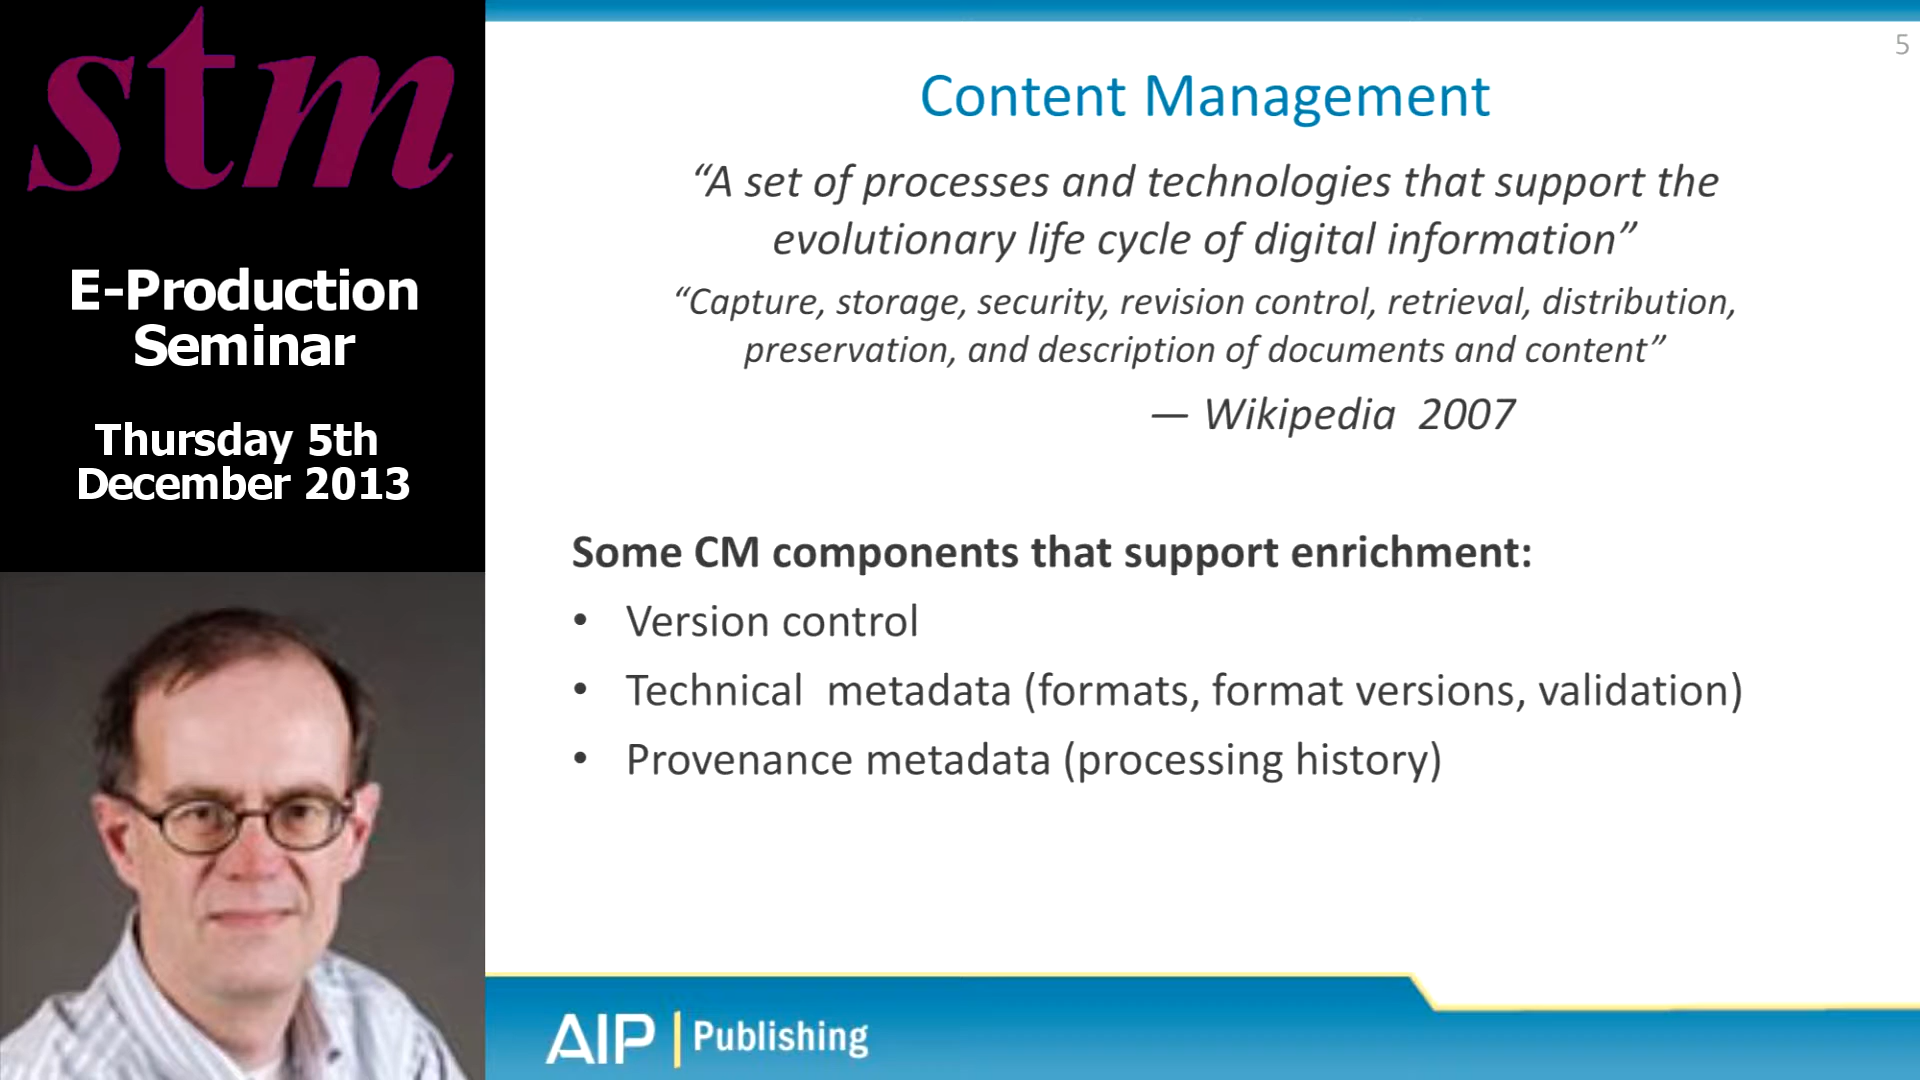 stm
E-Production
Seminar
Thursday 5th
December 2013
5
Content Management
“A set of processes and technologies that support the
evolutionary life cycle of digital information”
“Capture, storage, security, revision control, retrieval, distribution,
preservation, and description of documents and content”
— Wikipedia 2007
Some CM components that support enrichment:
• Version control
• Technical metadata (formats, format versions, validation)
• Provenance metadata (processing history)
AIP | Publishing